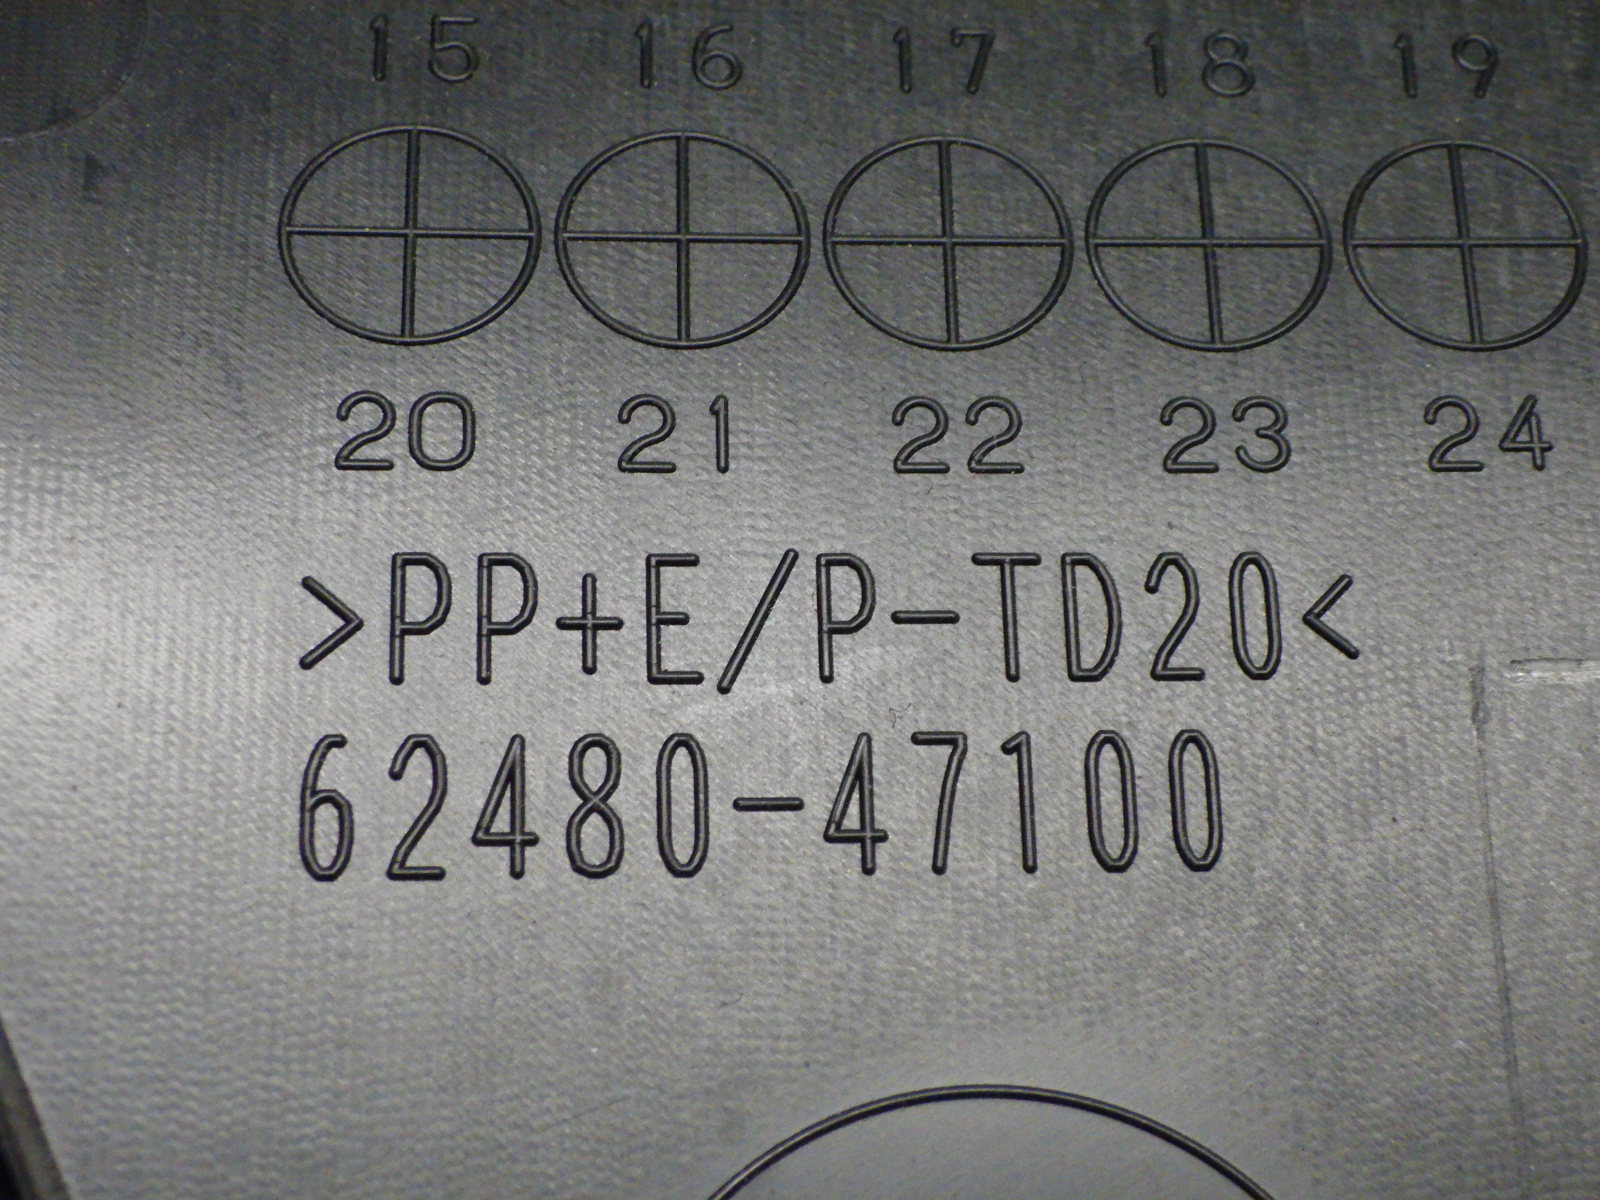 15 16 17 18 19
20 21 22 23 24
>PP+E/P-TD20<
62480-47100